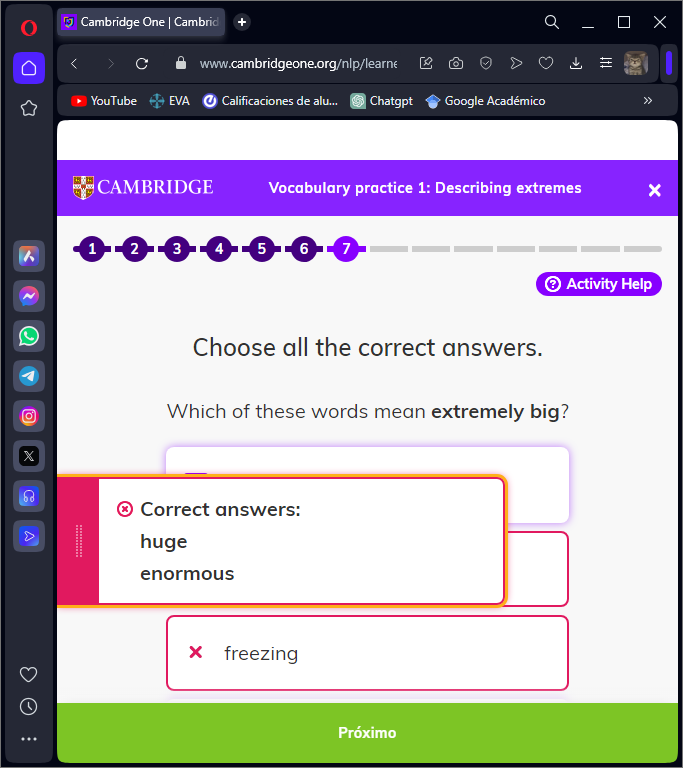 Cambridge One | Cambrid
www.cambridgeone.org/nlp/learne
YouTube EVA Calificaciones de alu... Chatgpt Google Académico
CAMBRIDGE Vocabulary practice 1: Describing extremes
1 2 3 4 5 6 7
Activity Help
Choose all the correct answers.
Which of these words mean extremely big?
Correct answers:
huge
enormous
freezing
Próximo